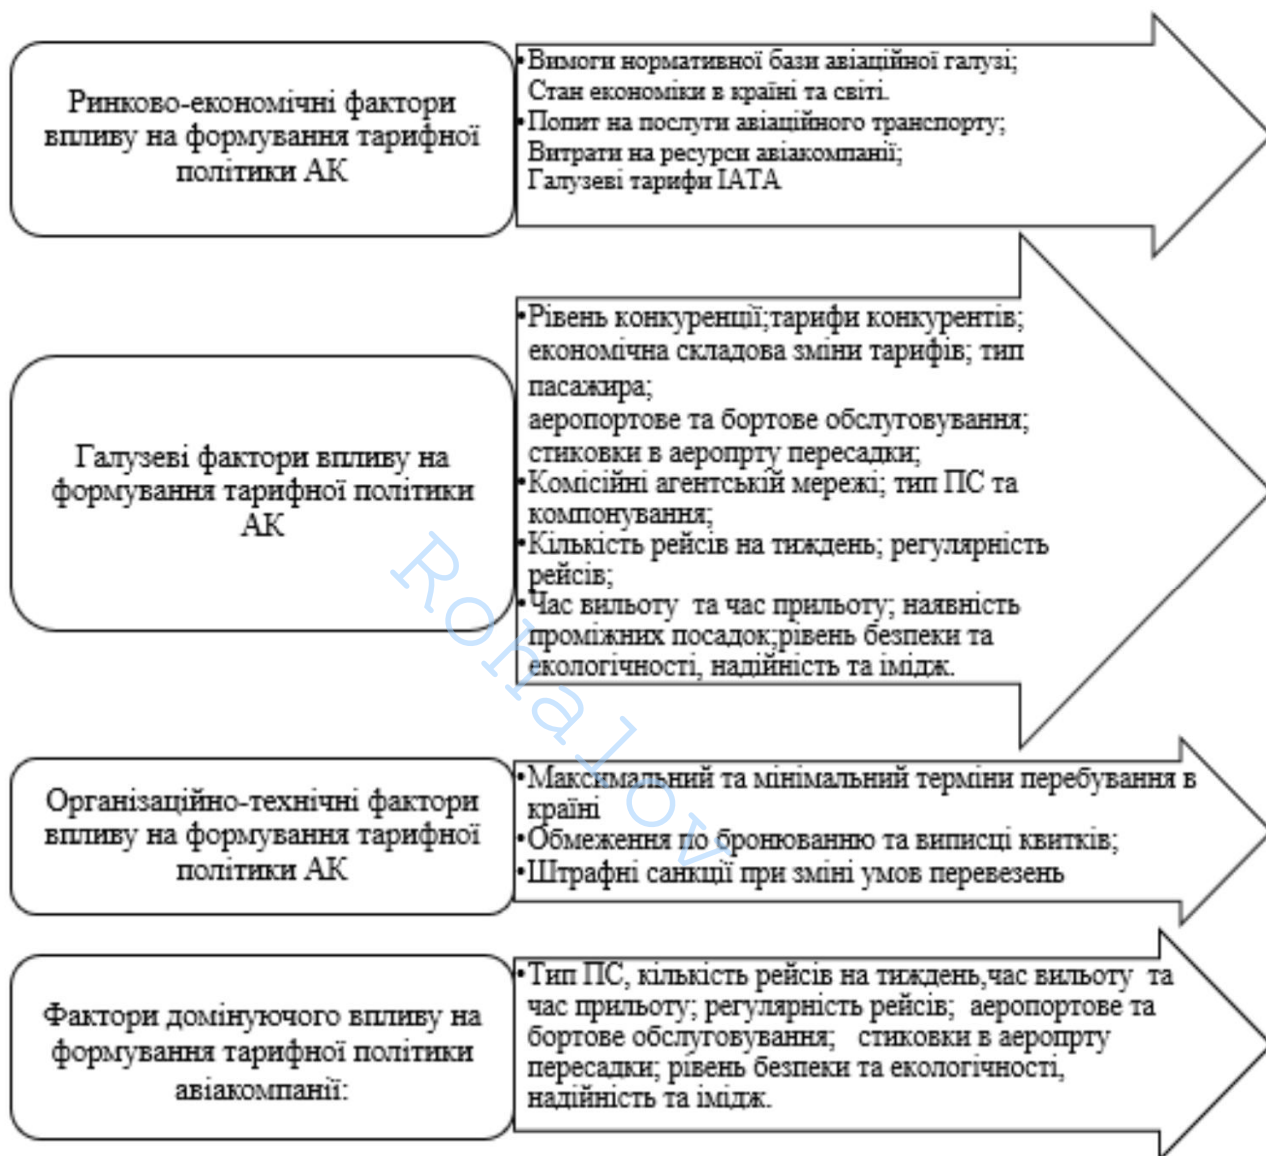 Ринково-економічні фактори
впливу на формування тарифної
політики АК
•Вимоги нормативної бази авіаційної галузі;
Стан економіки в країні та світі.
•Попит на послуги авіаційного транспорту;
Витрати на ресурси авіакомпанії;
Галузеві тарифи ІАТА
Галузеві фактори впливу на
формування тарифної політики
АК
•Рівень конкуренції;тарифи конкурентів;
економічна складова зміни тарифів; тип
пасажира;
аеропортове та бортове обслуговування;
стиковки в аеропрту пересадки;
•Комісійні агентській мережі; тип ПС та
компонування;
•Кількість рейсів на тиждень; регулярність
рейсів;
•Час вильоту та час прильоту; наявність
проміжних посадок;рівень безпеки та
екологічності, надійність та імідж.
Організаційно-технічні фактори
впливу на формування тарифної
політики АК
•Максимальний та мінімальний терміни перебування в
країні
•Обмеження по бронюванню та виписці квитків;
•Штрафні санкції при зміні умов перевезень
Фактори домінуючого впливу на
формування тарифної політики
авіакомпанії:
•Тип ПС, кількість рейсів на тиждень,час вильоту та
час прильоту; регулярність рейсів; аеропортове та
бортове обслуговування; стиковки в аеропрту
пересадки; рівень безпеки та екологічності,
надійність та імідж.
Rohalov